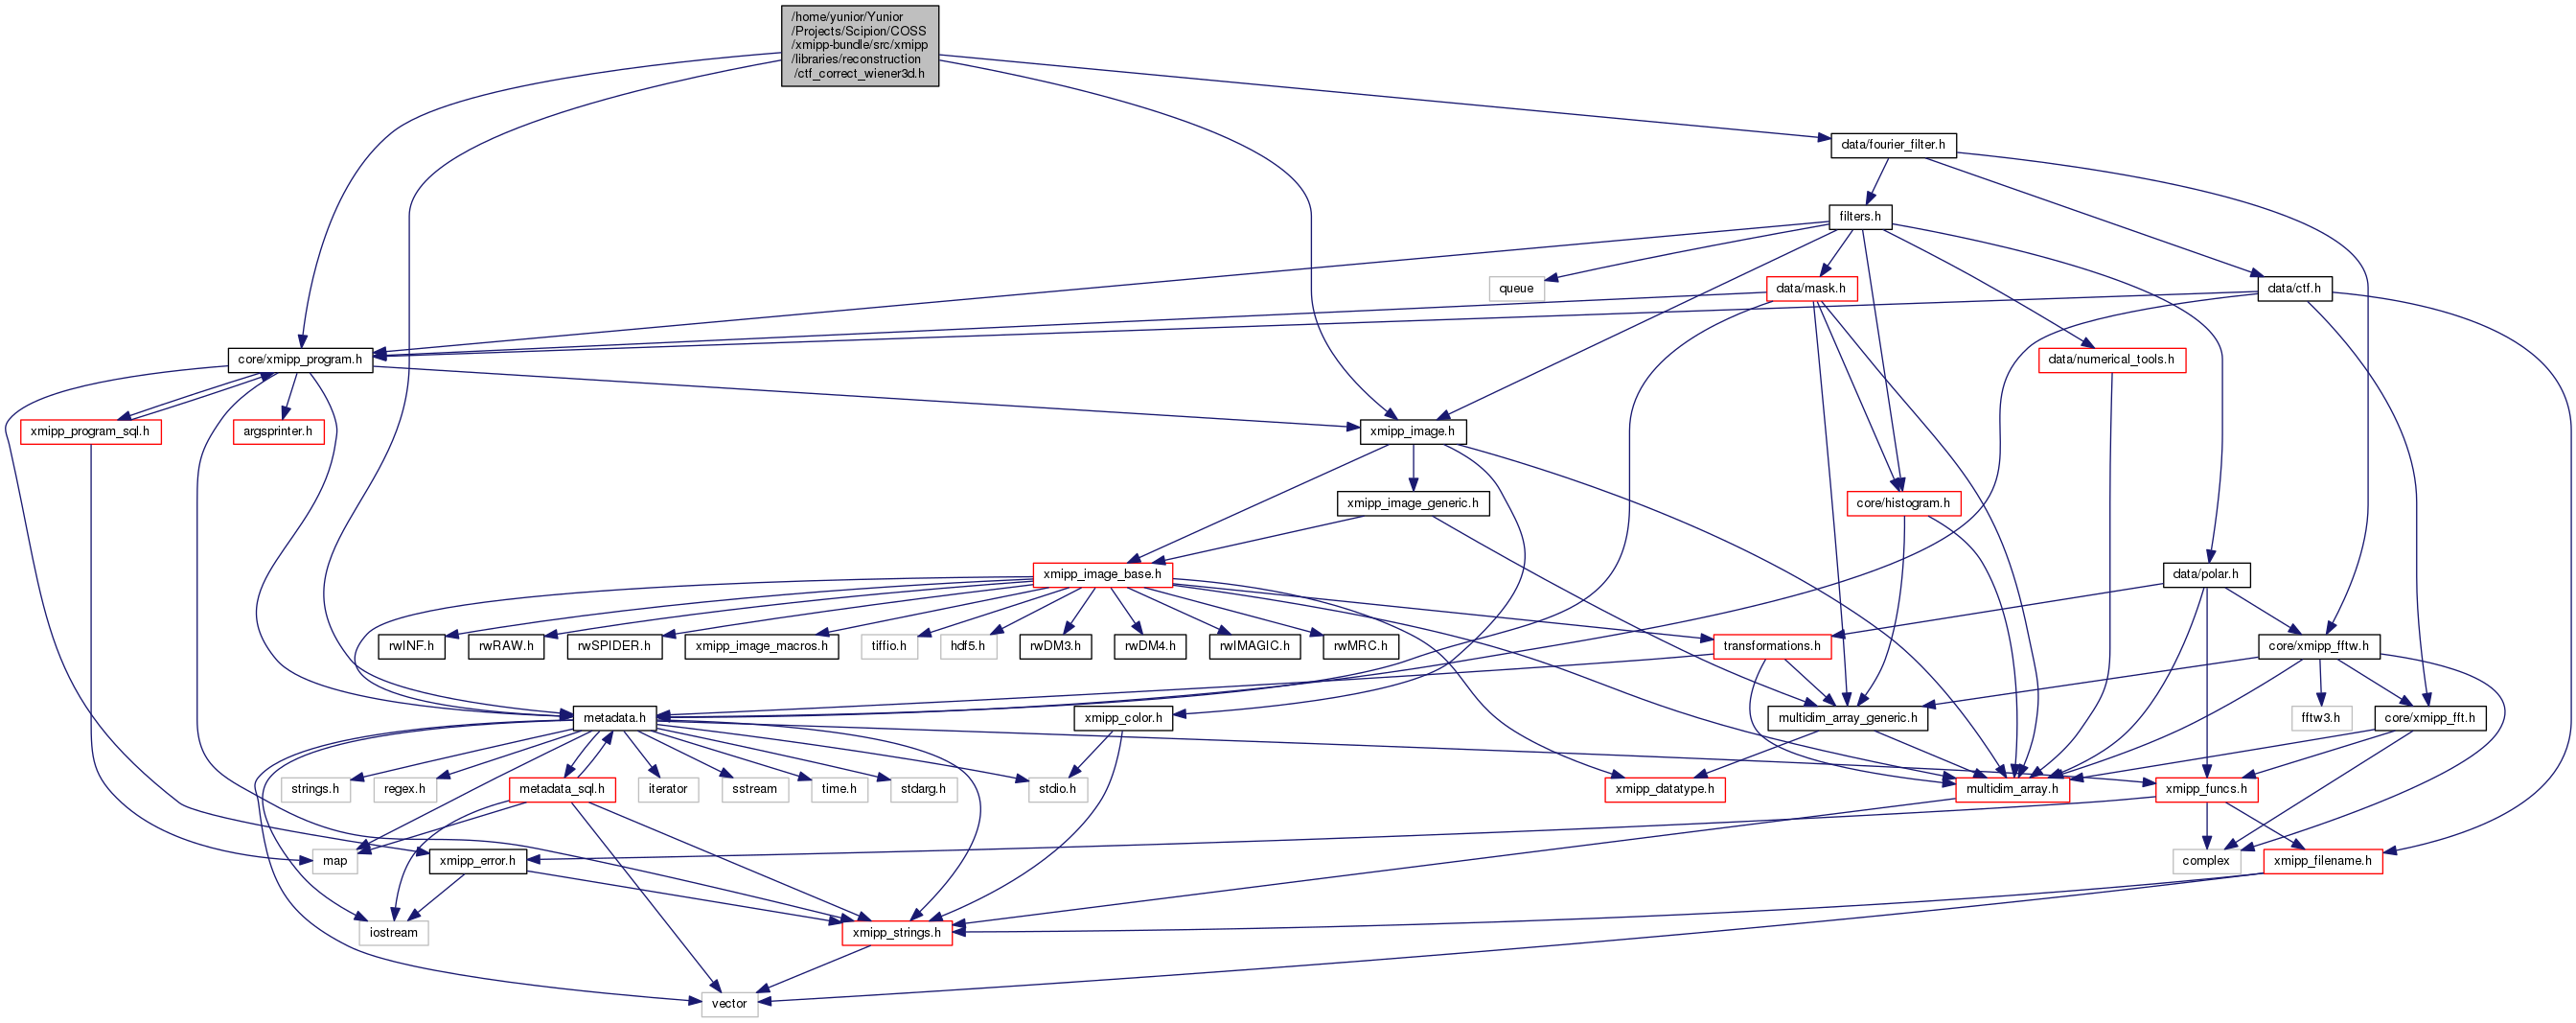 /home/yunior/Yunior
/Projects/Scipion/COSS
/xmipp-bundle/src/xmipp
/libraries/reconstruction
/ctf_correct_wiener3d.h
data/fourier_filter.h
filters.h
queue
data/mask.h
data/ctf.h
core/xmipp_program.h
data/numerical_tools.h
xmipp_program_sql.h
argsprinter.h
xmipp_image.h
xmipp_image_generic.h
core/histogram.h
xmipp_image_base.h
data/polar.h
rwINF.h
rwRAW.h
rwSPIDER.h
xmipp_image_macros.h
tiffio.h
hdf5.h
rwDM3.h
rwDM4.h
rwIMAGIC.h
rwMRC.h
transformations.h
core/xmipp_fftw.h
metadata.h
xmipp_color.h
multidim_array_generic.h
fftw3.h
core/xmipp_fft.h
strings.h
regex.h
metadata_sql.h
iterator
sstream
time.h
stdarg.h
stdio.h
xmipp_datatype.h
multidim_array.h
xmipp_funcs.h
map
xmipp_error.h
complex
xmipp_filename.h
iostream
xmipp_strings.h
vector